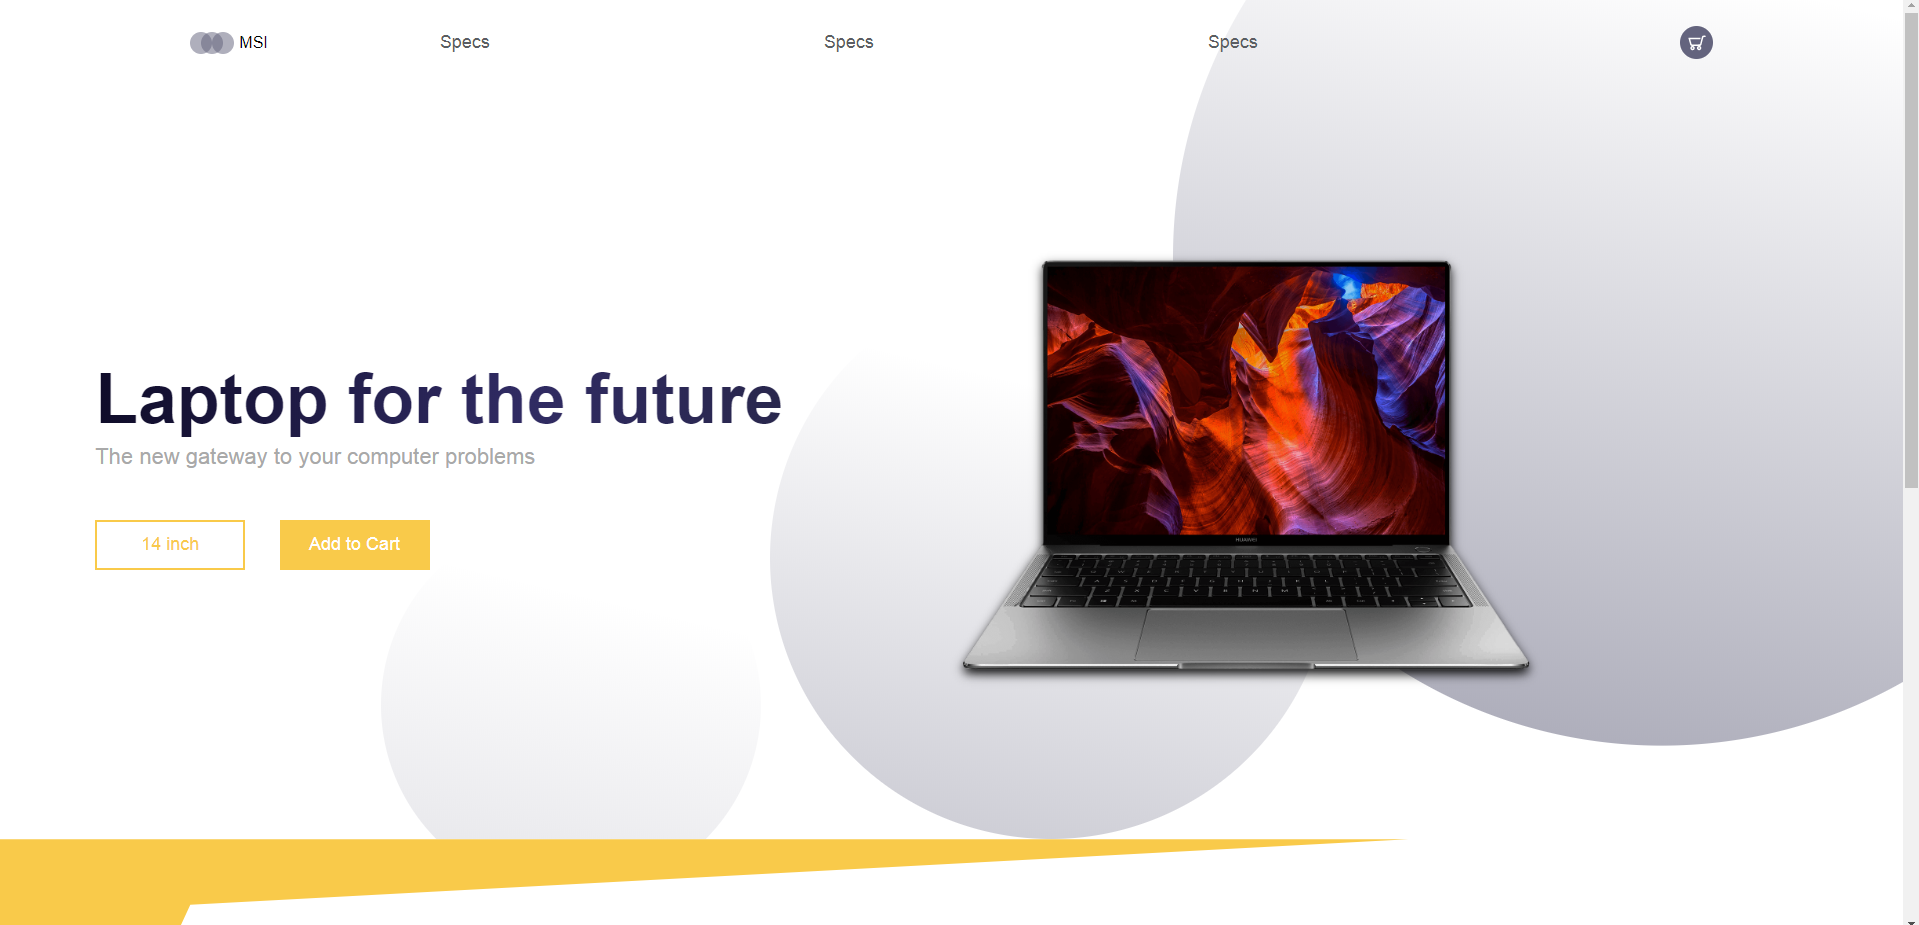 MSI
Specs
Specs
Specs
Laptop for the future
The new gateway to your computer problems
14 inch
Add to Cart
HUAWEI